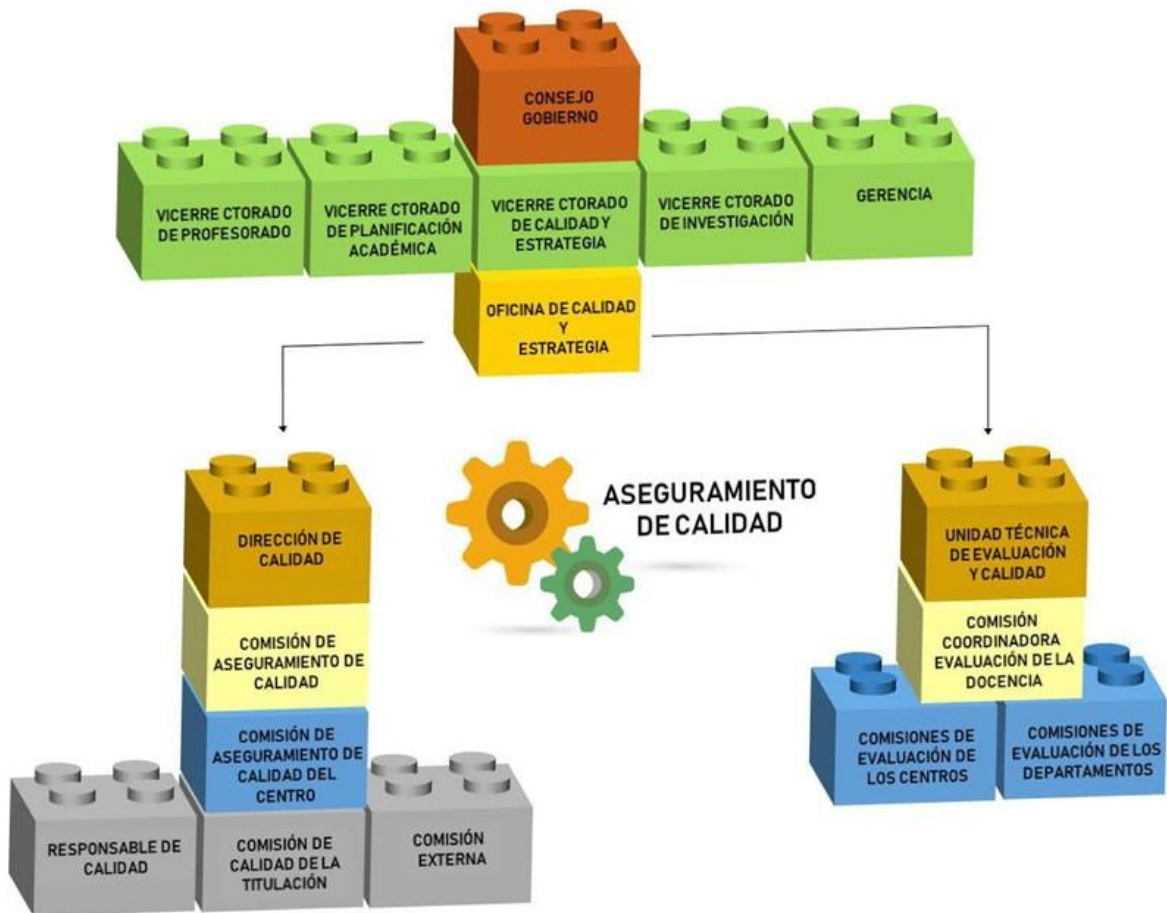 CONSEJO
GOBIERNO
VICERRE CTORADO
DE PROFESORADO
VICERRE CTORADO
DE PLANIFICACIÓN
ACADÉMICA
VICERRE CTORADO
DE CALIDAD Y
ESTRATEGIA
VICERRE CTORADO
DE INVESTIGACIÓN
GERENCIA
OFICINA DE CALIDAD
Y
ESTRATEGIA
ASEGURAMIENTO
DE CALIDAD
DIRECCIÓN DE
CALIDAD
COMISIÓN DE
ASEGURAMIENTO DE
CALIDAD
COMISIÓN DE
ASEGURAMIENTO DE
CALIDAD DEL
CENTRO
RESPONSABLE DE
CALIDAD
COMISIÓN DE
CALIDAD DE LA
TITULACIÓN
COMISIÓN
EXTERNA
UNIDAD TÉCNICA
DE EVALUACIÓN
Y CALIDAD
COMISIÓN
COORDINADORA
EVALUACIÓN DE LA
DOCENCIA
COMISIONES DE
EVALUACIÓN DE
LOS CENTROS
COMISIONES DE
EVALUACIÓN DE LOS
DEPARTAMENTOS